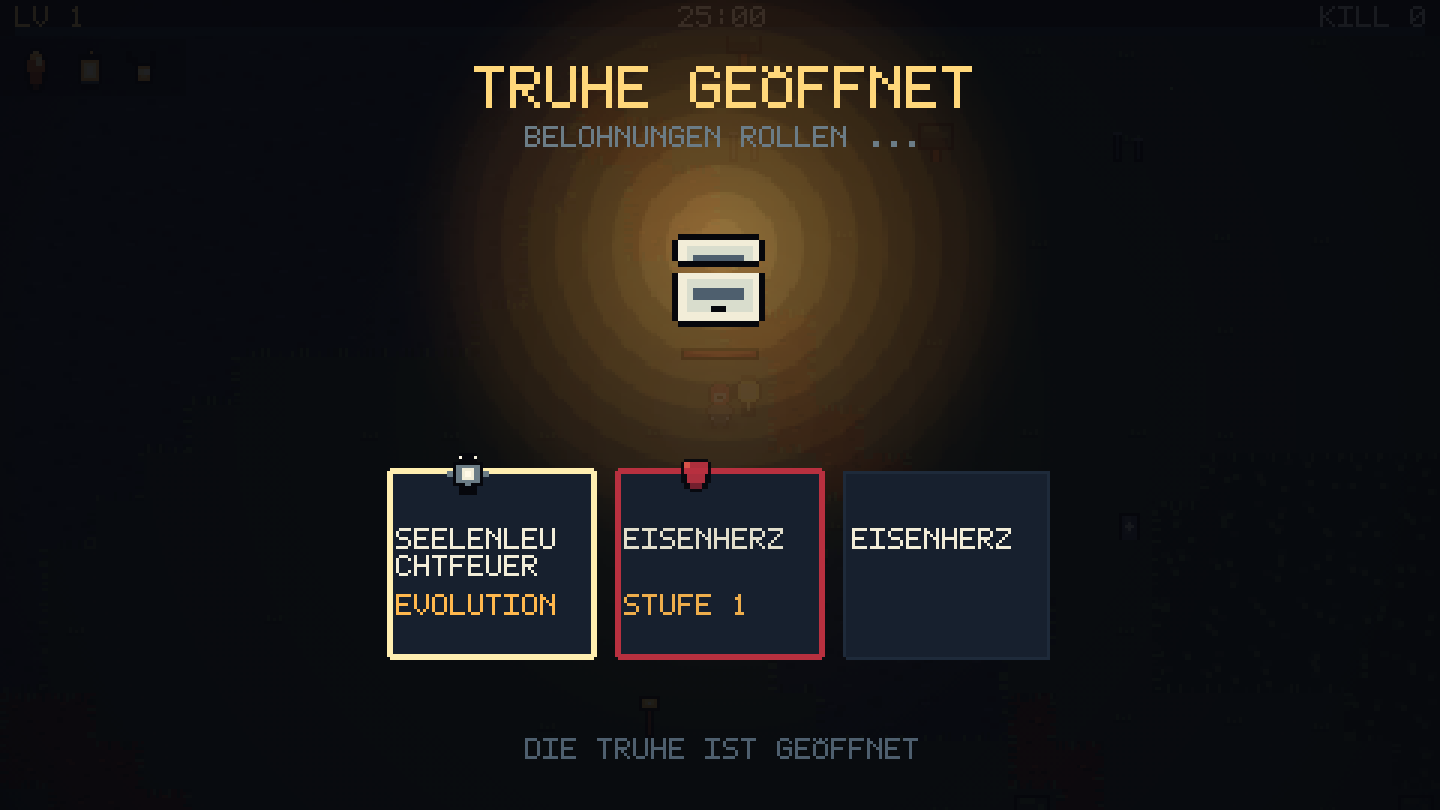 LV 1
25:00
KILL 0
TRUHE GEÖFFNET
BELOHNUNGEN ROLLEN ...
SEELENLEU
CHTFEUER
EVOLUTION
EISENHERZ
STUFE 1
EISENHERZ
DIE TRUHE IST GEÖFFNET